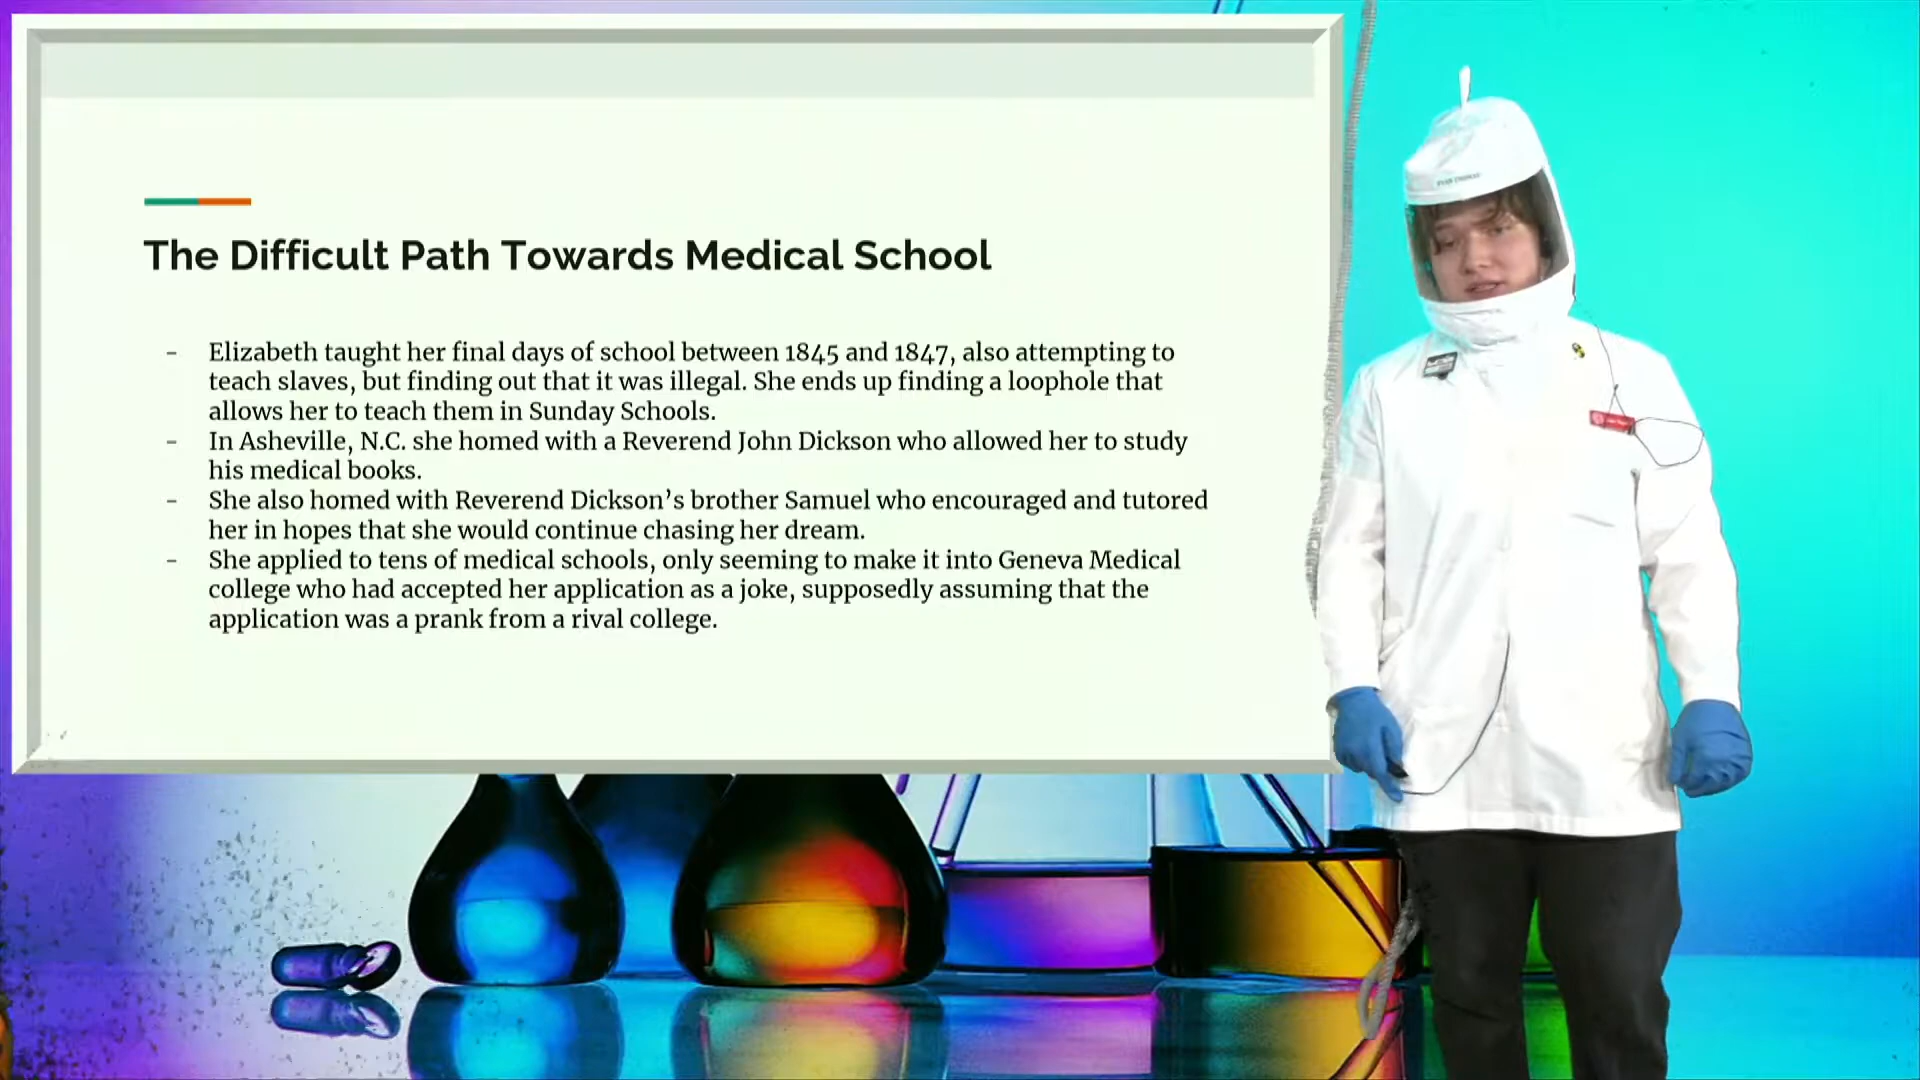 The Difficult Path Towards Medical School
- Elizabeth taught her final days of school between 1845 and 1847, also attempting to
teach slaves, but finding out that it was illegal. She ends up finding a loophole that
allows her to teach them in Sunday Schools.
- In Asheville, N.C. she homed with a Reverend John Dickson who allowed her to study
his medical books.
- She also homed with Reverend Dickson’s brother Samuel who encouraged and tutored
her in hopes that she would continue chasing her dream.
- She applied to tens of medical schools, only seeming to make it into Geneva Medical
college who had accepted her application as a joke, supposedly assuming that the
application was a prank from a rival college.